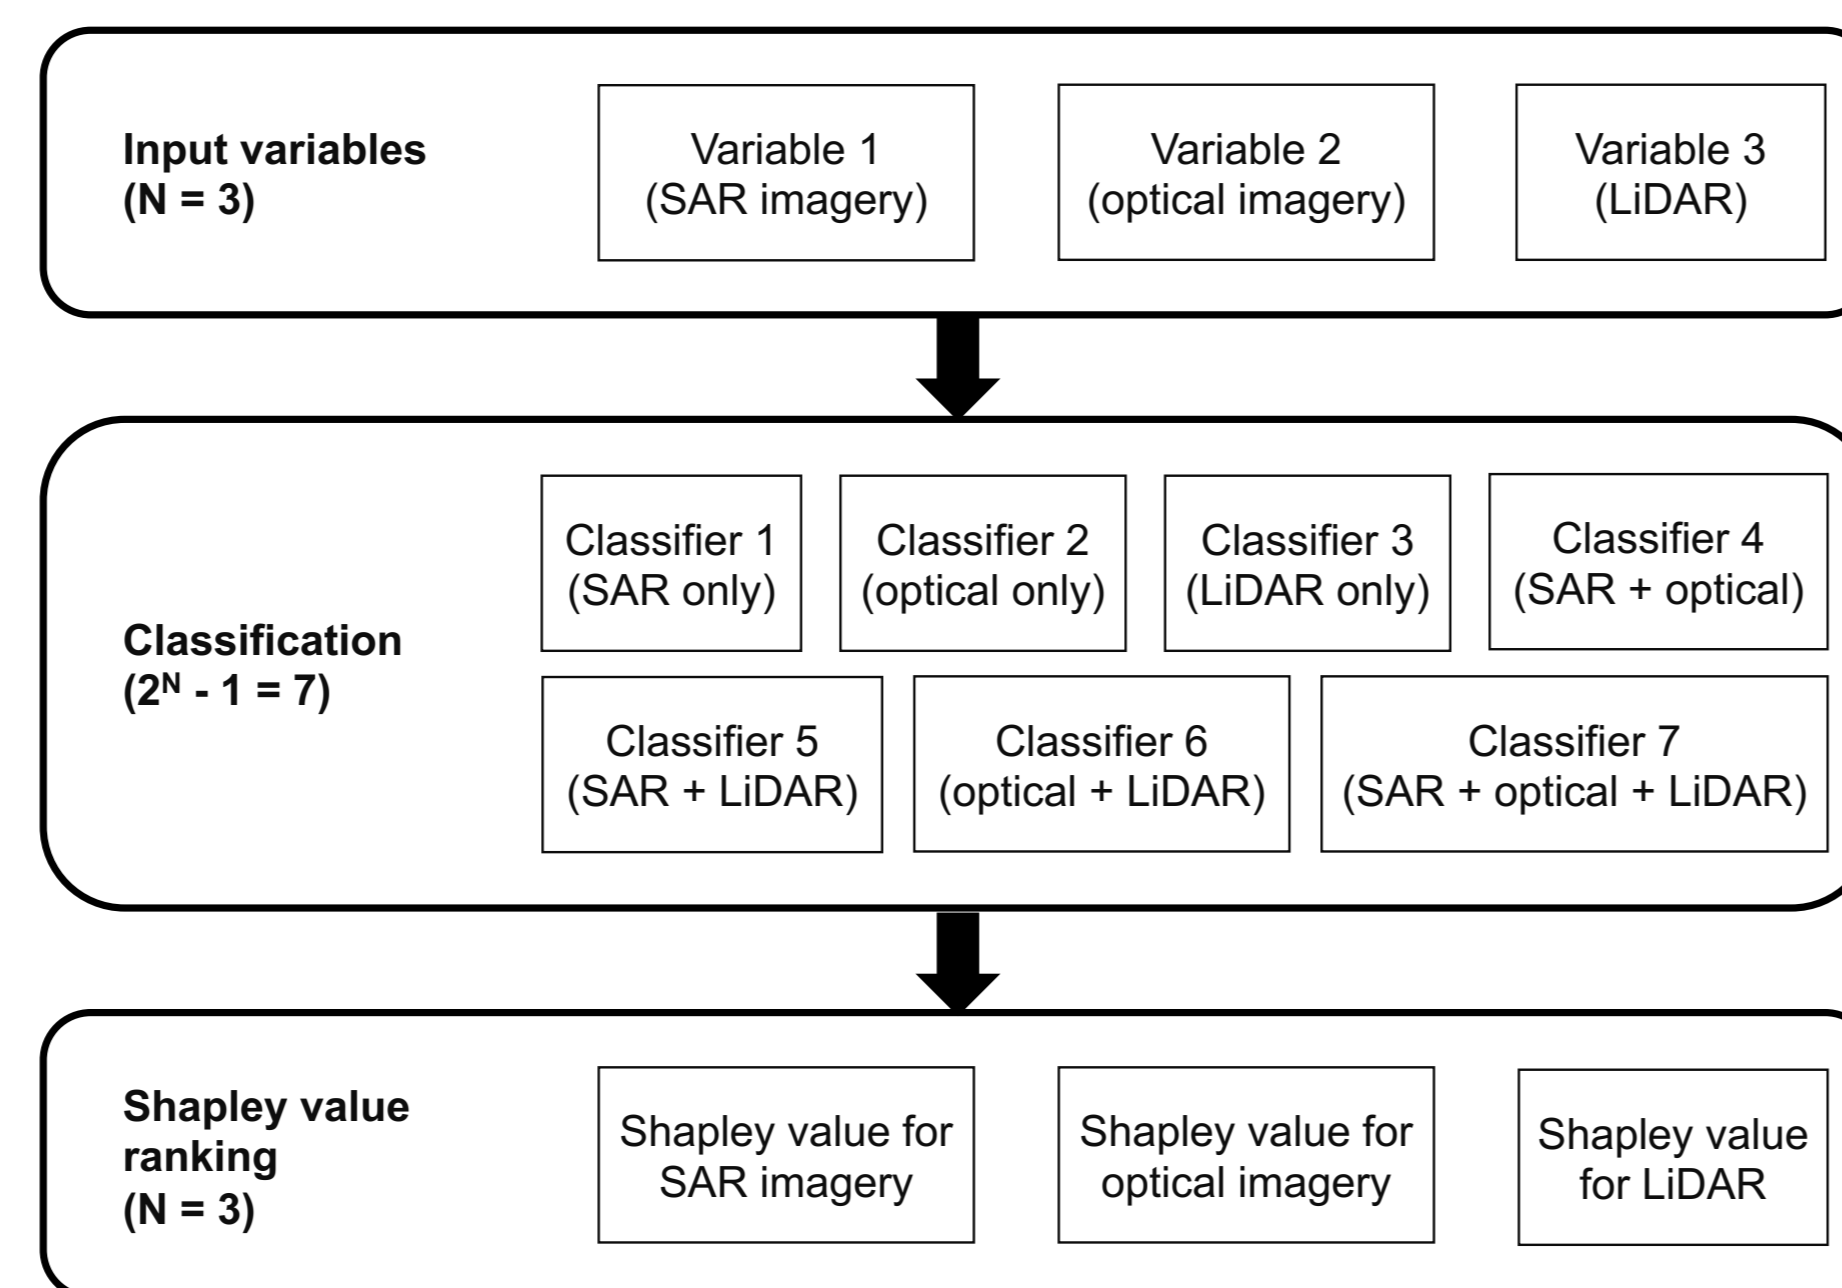 Input variables
(N = 3)
Variable 1
(SAR imagery)
Variable 2
(optical imagery)
Variable 3
(LiDAR)
Classification
(2ᴺ - 1 = 7)
Classifier 1
(SAR only)
Classifier 2
(optical only)
Classifier 3
(LiDAR only)
Classifier 4
(SAR + optical)
Classifier 5
(SAR + LiDAR)
Classifier 6
(optical + LiDAR)
Classifier 7
(SAR + optical + LiDAR)
Shapley value
ranking
(N = 3)
Shapley value for
SAR imagery
Shapley value for
optical imagery
Shapley value
for LiDAR